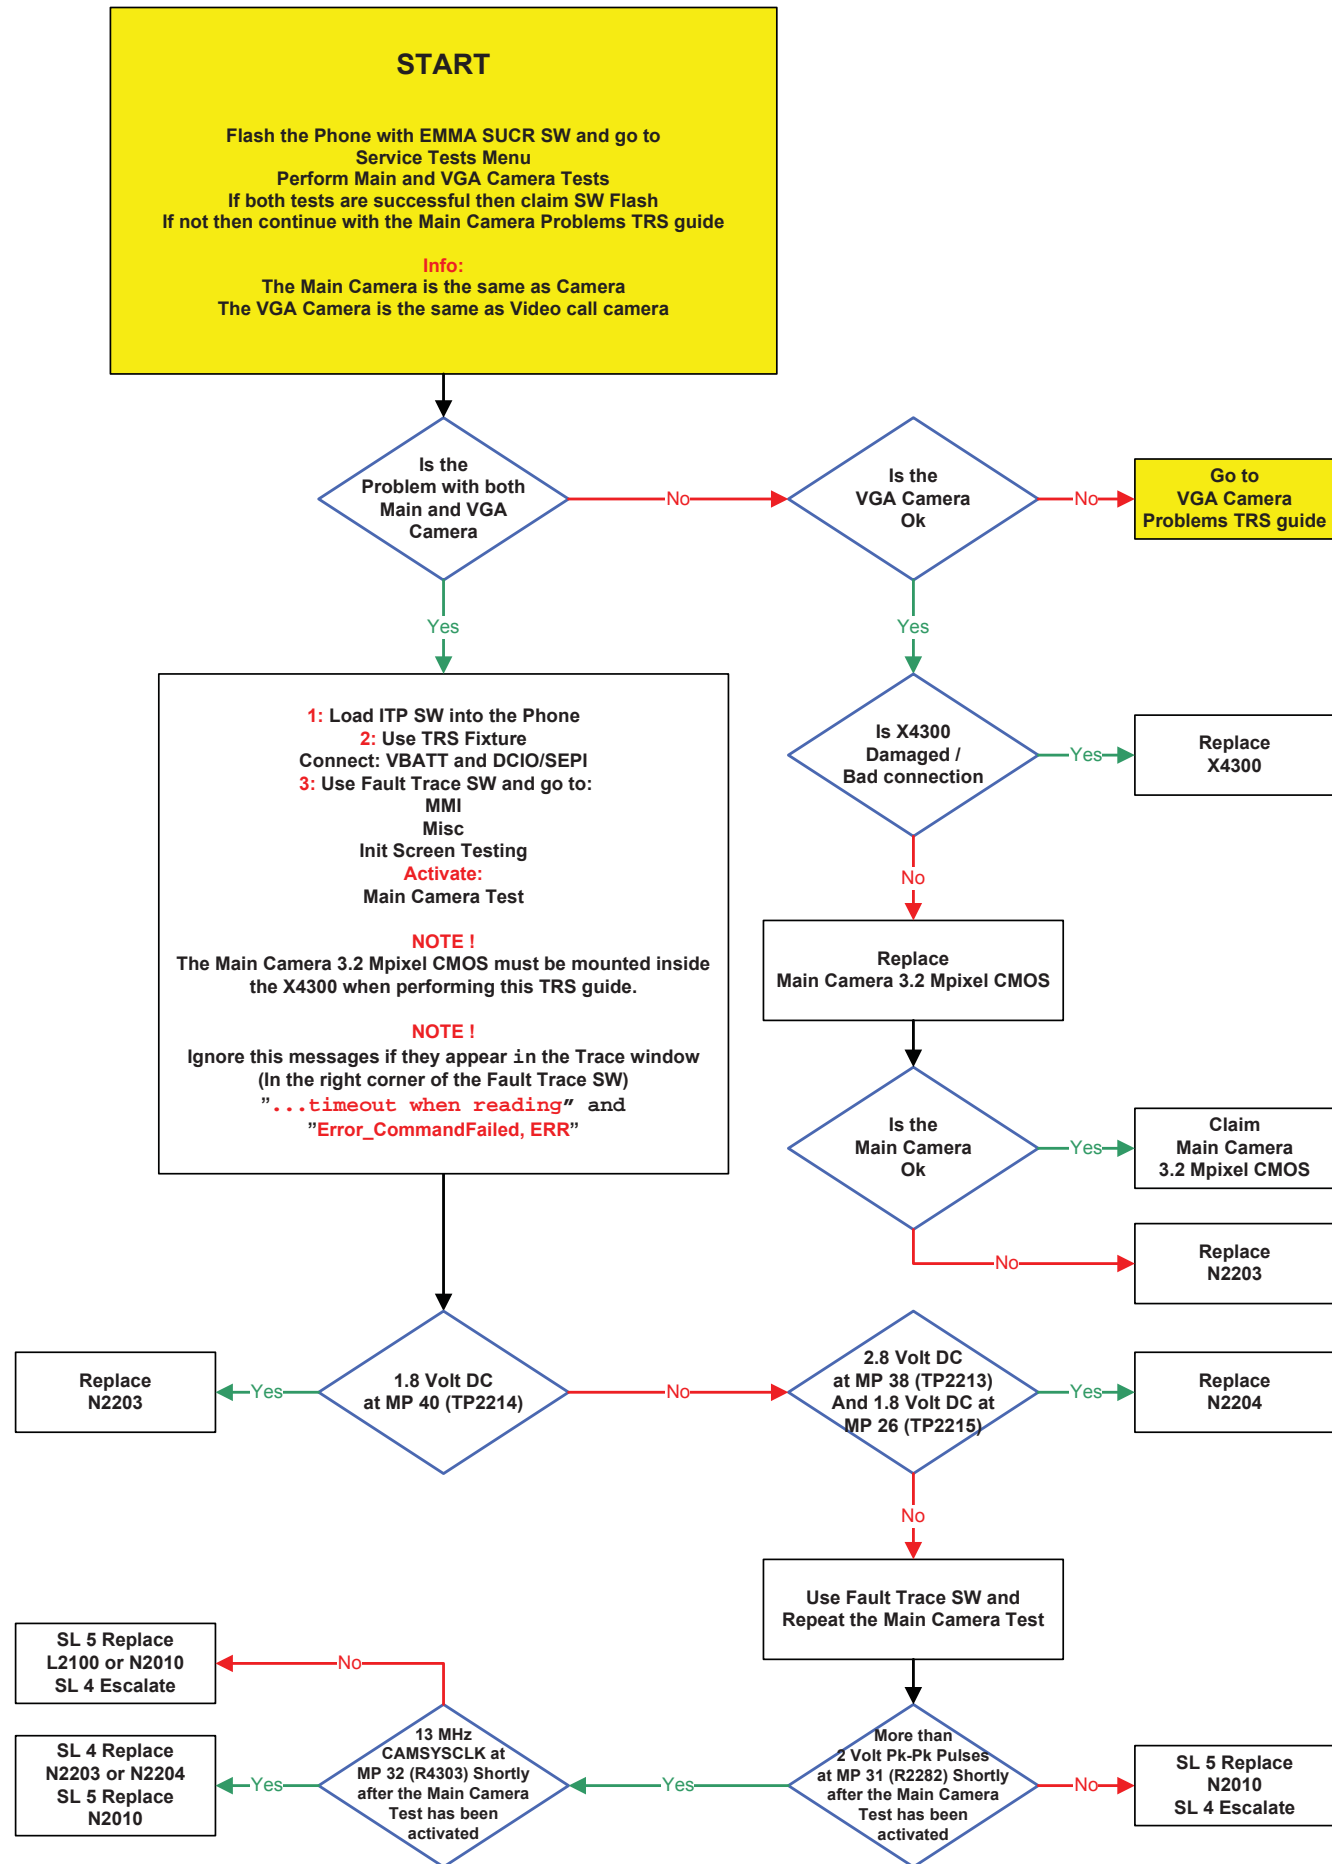 START
Flash the Phone with EMMA SUCR SW and go to
Service Tests Menu
Perform Main and VGA Camera Tests
If both tests are successful then claim SW Flash
If not then continue with the Main Camera Problems TRS guide
Info:
The Main Camera is the same as Camera
The VGA Camera is the same as Video call camera
Is the
Problem with both
Main and VGA
Camera
No
Is the
VGA Camera
Ok
No
Go to
VGA Camera
Problems TRS guide
Yes
Yes
1: Load ITP SW into the Phone
2: Use TRS Fixture
Connect: VBATT and DCIO/SEPI
3: Use Fault Trace SW and go to:
MMI
Misc
Init Screen Testing
Activate:
Main Camera Test
NOTE !
The Main Camera 3.2 Mpixel CMOS must be mounted inside
the X4300 when performing this TRS guide.
NOTE !
Ignore this messages if they appear in the Trace window
(In the right corner of the Fault Trace SW)
”...timeout when reading” and
”Error_CommandFailed, ERR”
Is X4300
Damaged /
Bad connection
Yes
Replace
X4300
No
Replace
Main Camera 3.2 Mpixel CMOS
Is the
Main Camera
Ok
Yes
Claim
Main Camera
3.2 Mpixel CMOS
No
Replace
N2203
Replace
N2203
Yes
1.8 Volt DC
at MP 40 (TP2214)
No
2.8 Volt DC
at MP 38 (TP2213)
And 1.8 Volt DC at
MP 26 (TP2215)
Yes
Replace
N2204
No
Use Fault Trace SW and
Repeat the Main Camera Test
SL 5 Replace
L2100 or N2010
SL 4 Escalate
No
SL 4 Replace
N2203 or N2204
SL 5 Replace
N2010
Yes
13 MHz
CAMSYSCLK at
MP 32 (R4303) Shortly
after the Main Camera
Test has been
activated
Yes
More than
2 Volt Pk-Pk Pulses
at MP 31 (R2282) Shortly
after the Main Camera
Test has been
activated
No
SL 5 Replace
N2010
SL 4 Escalate